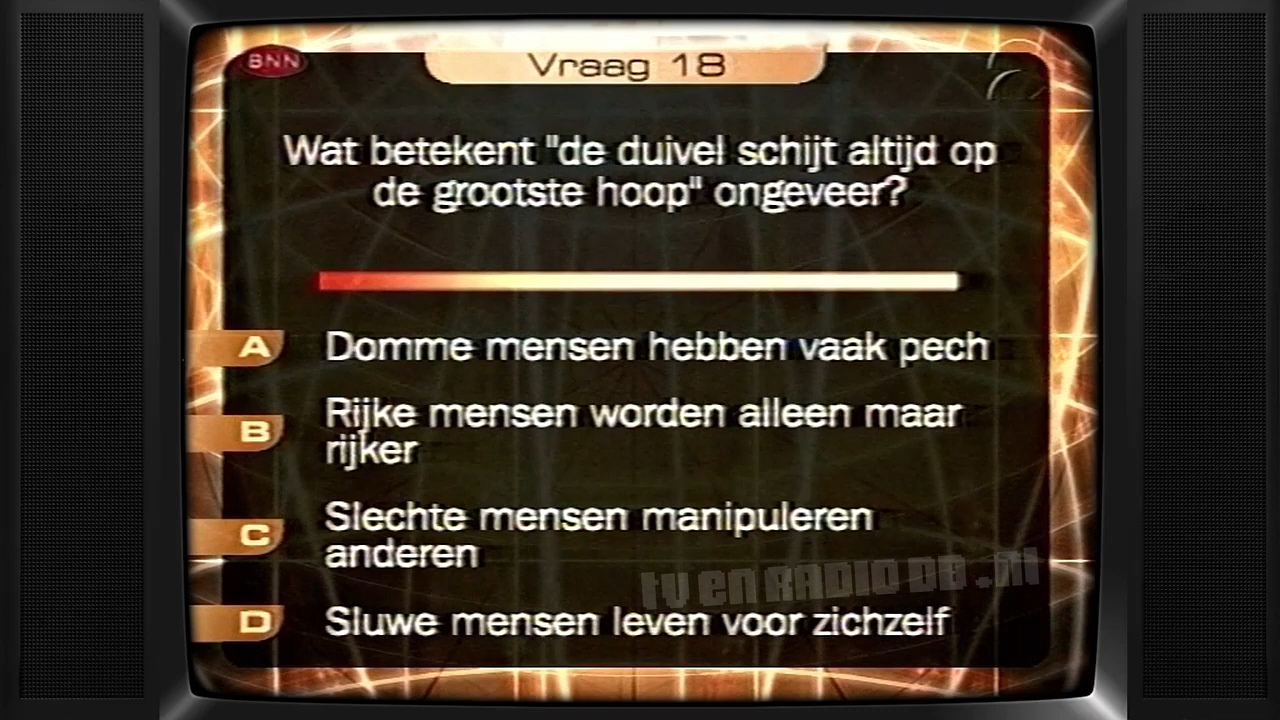 BNN
Vraag 18
Wat betekent "de duivel schijt altijd op
de grootste hoop" ongeveer?
A Domme mensen hebben vaak pech
B Rijke mensen worden alleen maar
rijker
C Slechte mensen manipuleren
anderen
tv en RADIO DB .nl
D Sluwe mensen leven voor zichzelf